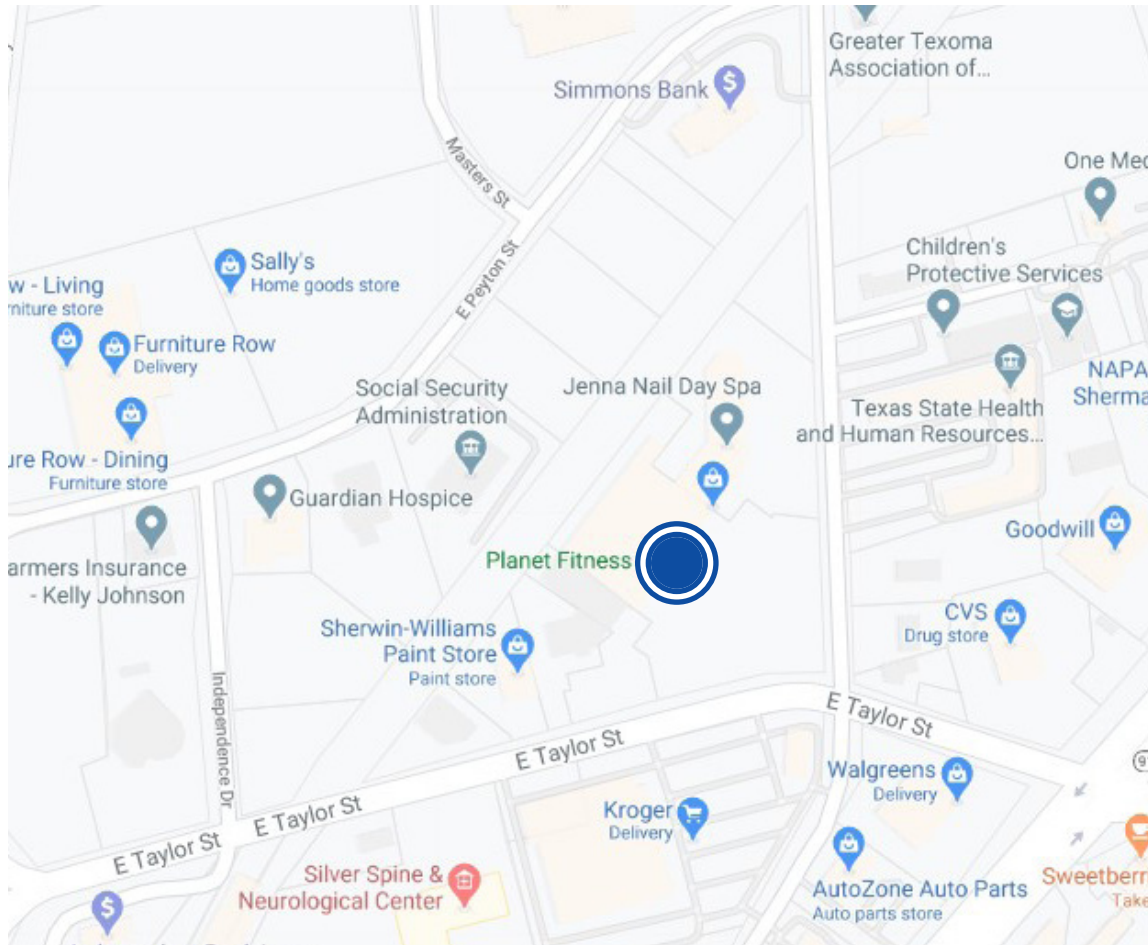 Greater Texoma
Association of...
Simmons Bank
Masters St
One Med
E Peyton St
Children's
Protective Services
Sally's
Home goods store
w - Living
rniture store
Furniture Row
Delivery
Social Security
Administration
Jenna Nail Day Spa
NAPA
Sherma
Texas State Health
and Human Resources...
ure Row - Dining
Furniture store
Guardian Hospice
Goodwill
Planet Fitness
armers Insurance
- Kelly Johnson
CVS
Drug store
Sherwin-Williams
Paint Store
Paint store
Independence Dr
E Taylor St
E Taylor St
E Taylor St
E Taylor St
Walgreens
Delivery
Kroger
Delivery
Silver Spine &
Neurological Center
AutoZone Auto Parts
Auto parts store
Sweetberr
Take